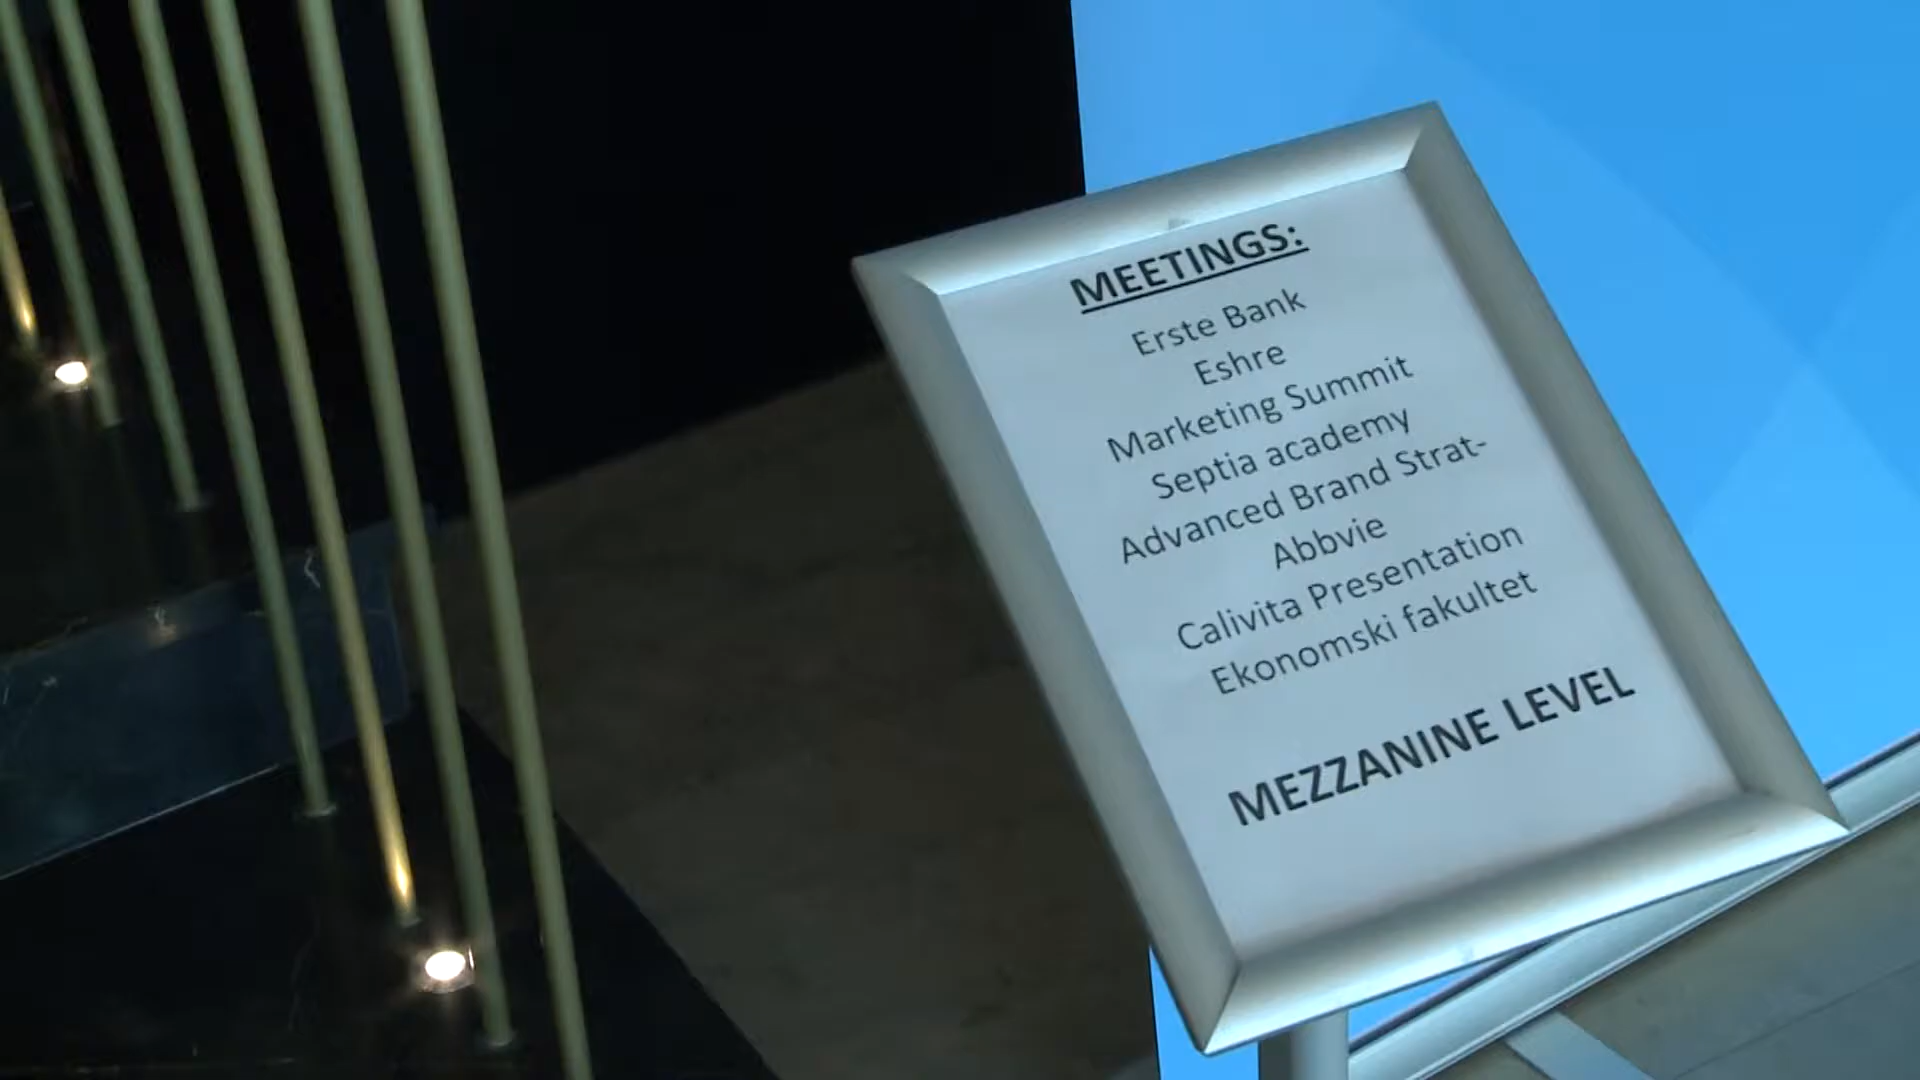 MEETINGS:
Erste Bank
Eshre
Marketing Summit
Septia academy
Advanced Brand Strat-
Abbvie
Calivita Presentation
Ekonomski fakultet
MEZZANINE LEVEL